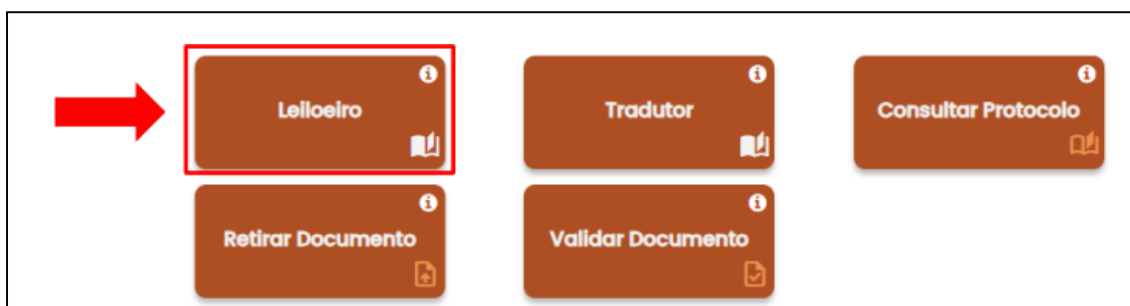 Leiloeiro
Tradutor
Consultar Protocolo
Retirar Documento
Validar Documento